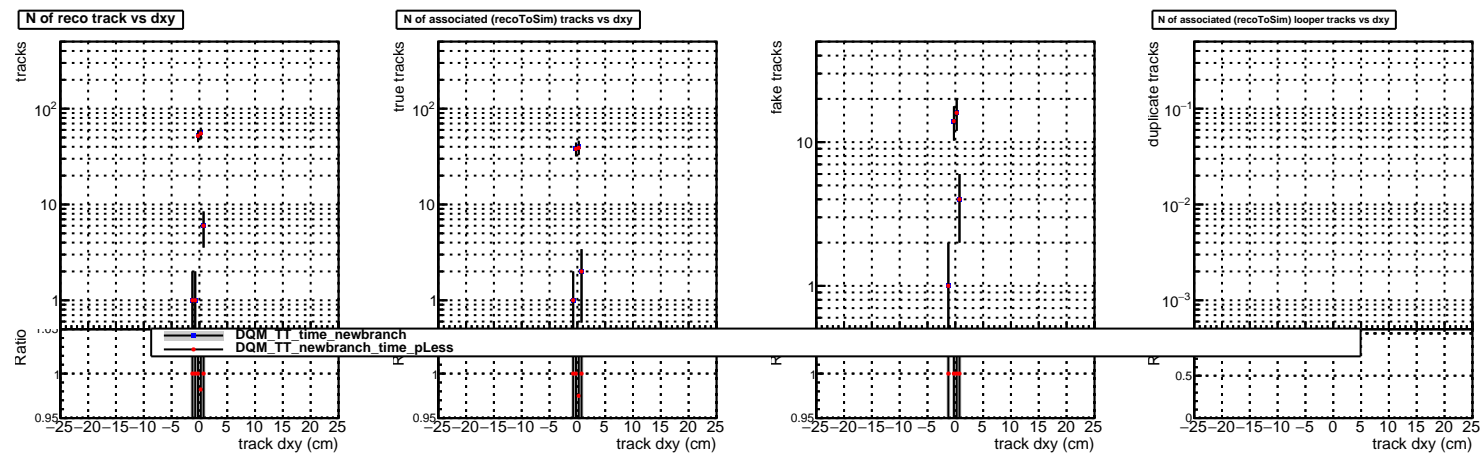 N of reco track vs dxy
tracks
10²
10
1
1.05
Ratio
1
0.95
−25 −20 −15 −10 −5 0 5 10 15 20 25
track dxy (cm)
N of associated (recoToSim) tracks vs dxy
true tracks
10²
10
1
1
0.95
−25 −20 −15 −10 −5 0 5 10 15 20 25
track dxy (cm)
fake tracks
10
1
1
0.95
−25 −20 −15 −10 −5 0 5 10 15 20 25
track dxy (cm)
N of associated (recoToSim) looper tracks vs dxy
duplicate tracks
10⁻¹
10⁻²
10⁻³
0.5
0
−25 −20 −15 −10 −5 0 5 10 15 20 25
track dxy (cm)
DQM_TT_time_newbranch
DQM_TT_newbranch_time_pLess